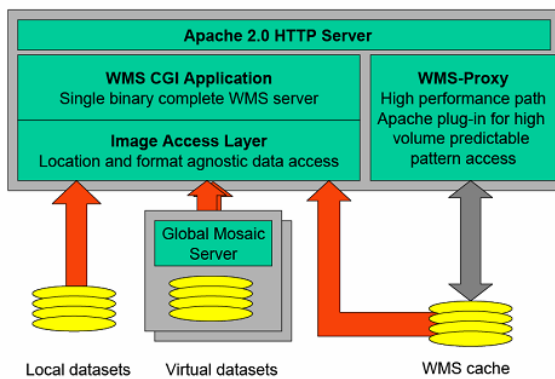 Apache 2.0 HTTP Server
WMS CGI Application
Single binary complete WMS server
Image Access Layer
Location and format agnostic data access
WMS-Proxy
High performance path
Apache plug-in for high
volume predictable
pattern access
Global Mosaic
Server
Local datasets
Virtual datasets
WMS cache